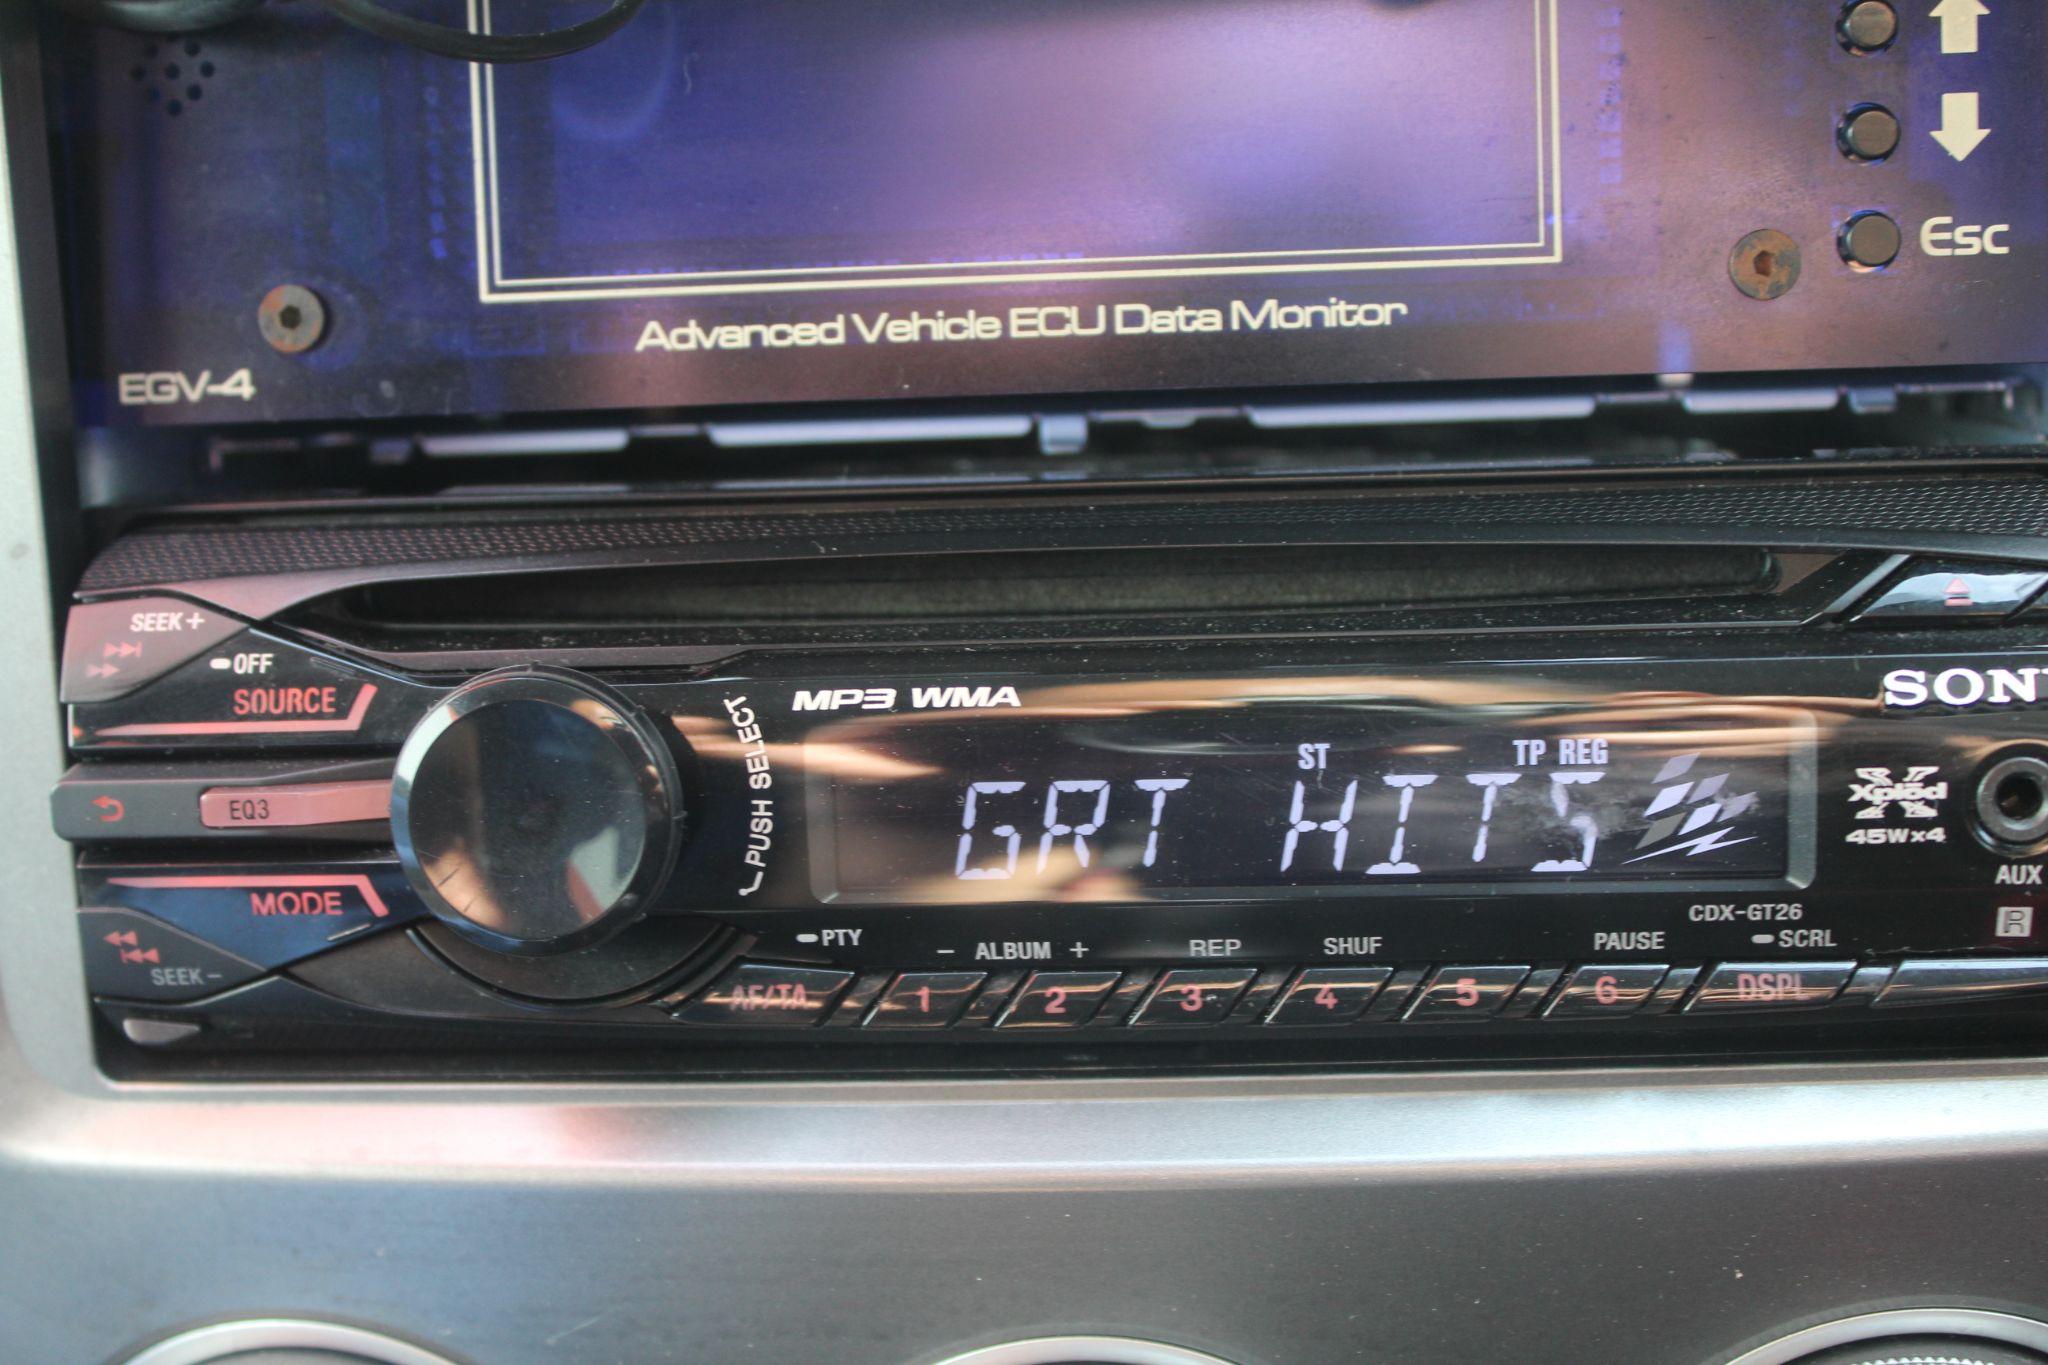 Esc
Advanced Vehicle ECU Data Monitor
EGV-4
SEEK+
OFF
SOURCE
MP3 WMA
SON
PUSH SELECT
ST TP REG
GRT HITS
Xplōd
45W×4
EQ3
MODE
SEEK-
AUX
CDX-GT26
PTY
- ALBUM +
REP
SHUF
PAUSE
SCRL
R
AF/TA 1 2 3 4 5 6 DSPL